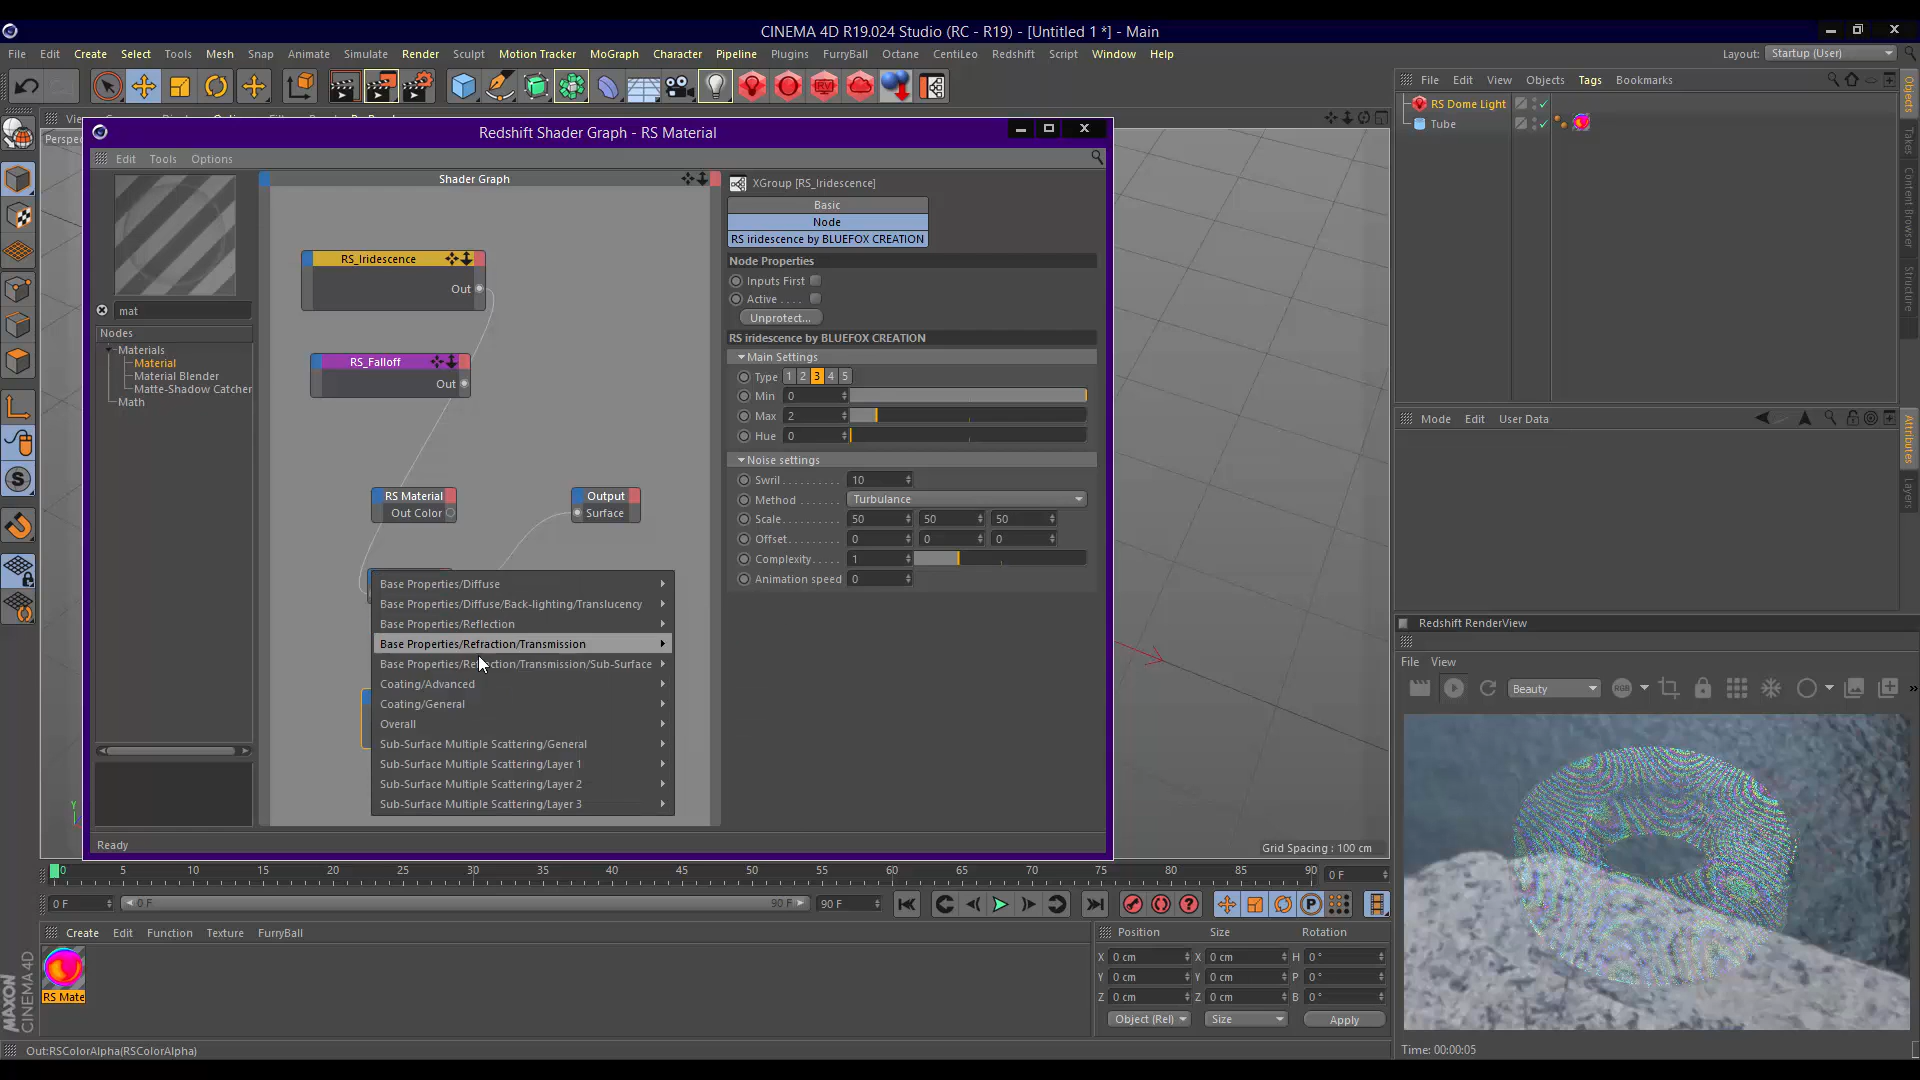 CINEMA 4D R19.024 Studio (RC - R19) - [Untitled 1 *] - Main
File Edit Create Select Tools Mesh Snap Animate Simulate Render Sculpt Motion Tracker MoGraph Character Pipeline Plugins FurryBall Octane CentiLeo Redshift Script Window Help
Layout: Startup (User)
File Edit View Objects Tags Bookmarks
RS Dome Light
Tube
Objects
Takes
Content Browser
Structure
Redshift Shader Graph - RS Material
Edit Tools Options
Shader Graph
mat
Nodes
Materials
Material
Material Blender
Matte-Shadow Catcher
Math
RS_Iridescence
Out
RS_Falloff
Out
RS Material
Out Color
Output
Surface
Base Properties/Diffuse
Base Properties/Diffuse/Back-lighting/Translucency
Base Properties/Reflection
Base Properties/Refraction/Transmission
Base Properties/Refraction/Transmission/Sub-Surface
Coating/Advanced
Coating/General
Overall
Sub-Surface Multiple Scattering/General
Sub-Surface Multiple Scattering/Layer 1
Sub-Surface Multiple Scattering/Layer 2
Sub-Surface Multiple Scattering/Layer 3
XGroup [RS_Iridescence]
Basic
Node
RS iridescence by BLUEFOX CREATION
Node Properties
Inputs First
Active . . . .
Unprotect...
RS iridescence by BLUEFOX CREATION
Main Settings
Type 1 2 3 4 5
Min 0
Max 2
Hue 0
Noise settings
Swril . . . . . . . . . . 10
Method . . . . . . . Turbulance
Scale . . . . . . . . . 50 50 50
Offset . . . . . . . . 0 0 0
Complexity . . . . 1
Animation speed 0
Ready
Grid Spacing : 100 cm
Mode Edit User Data
Attributes
Layers
Redshift RenderView
File View
Beauty
RGB
Time: 00:00:05
0 5 10 15 20 25 30 35 40 45 50 55 60 65 70 75 80 85 90 0 F
0 F 0 F 90 F 90 F
Create Edit Function Texture FurryBall
RS Mate
Position Size Rotation
X 0 cm X 0 cm H 0 °
Y 0 cm Y 0 cm P 0 °
Z 0 cm Z 0 cm B 0 °
Object (Rel) Size Apply
MAXON
CINEMA 4D
Out:RSColorAlpha(RSColorAlpha)